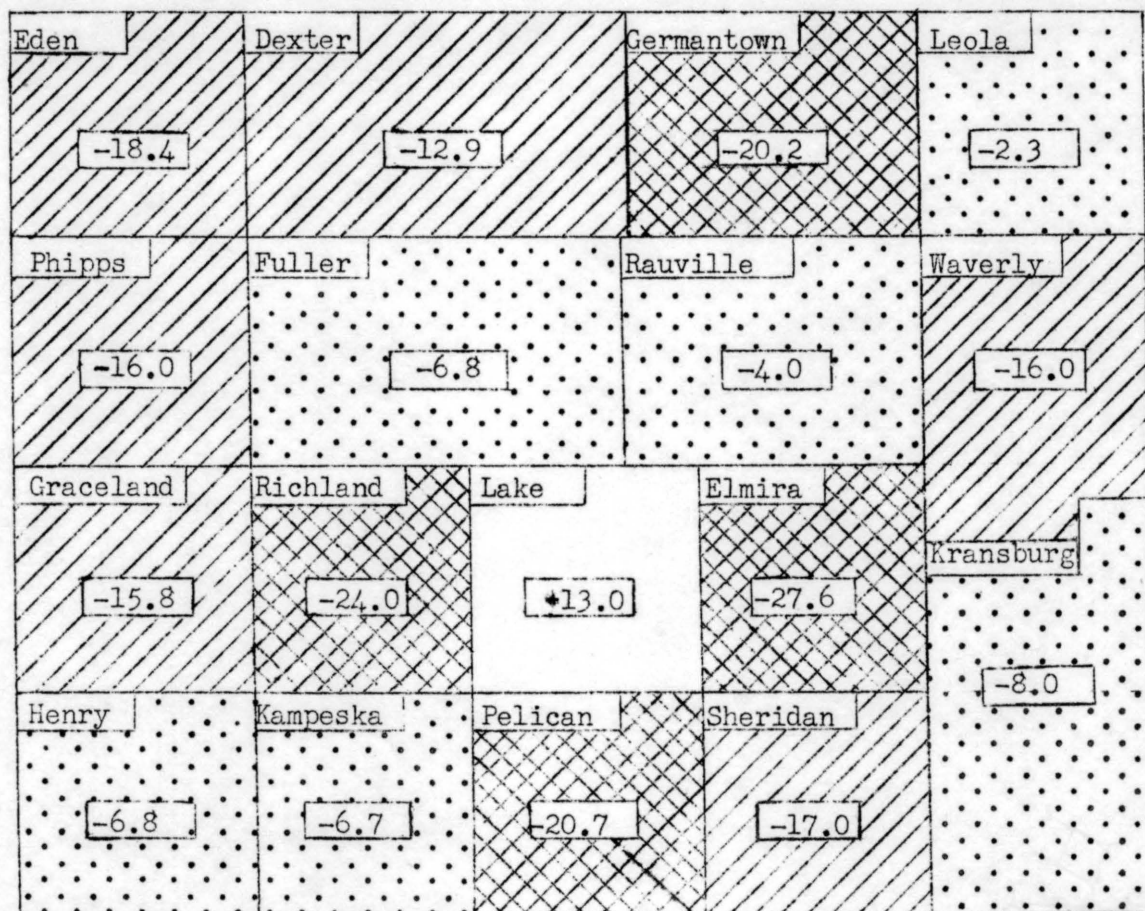 Eden Dexter Germantown Leola
-18.4 -12.9 -20.2 -2.3
Phipps Fuller Rauville Waverly
-16.0 -6.8 -4.0 -16.0
Graceland Richland Lake Elmira
Kransburg
-15.8 -24.0 +13.0 -27.6
-8.0
Henry Kampeska Pelican Sheridan
-6.8 -6.7 -20.7 -17.0